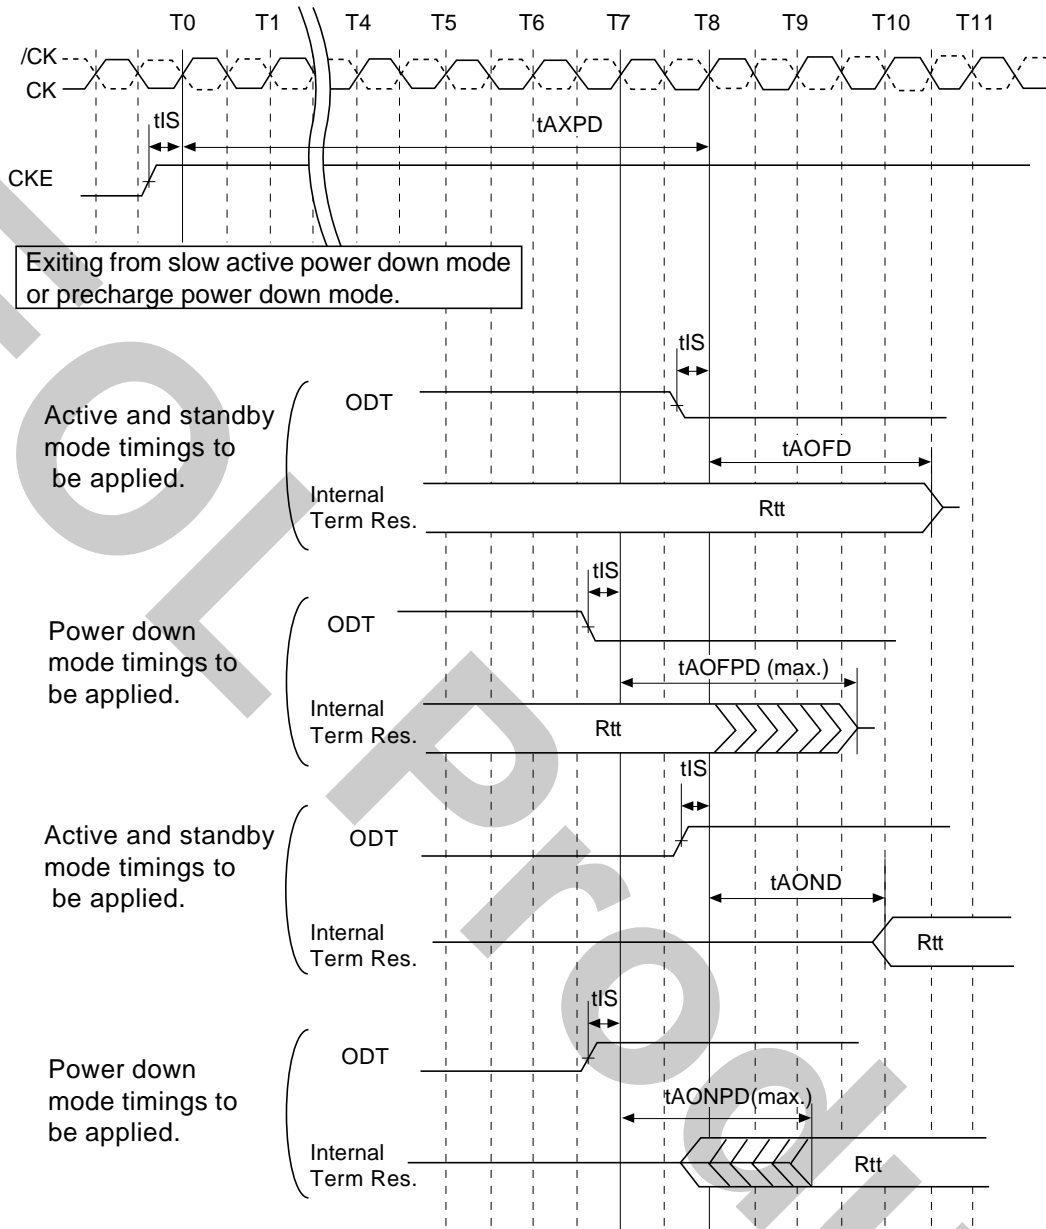 T0 T1 T4 T5 T6 T7 T8 T9 T10 T11
/CK
CK
tIS tAXPD
CKE
Exiting from slow active power down mode
or precharge power down mode.
tIS
Active and standby
mode timings to
be applied.
ODT
tAOFD
Internal
Term Res.
Rtt
tIS
Power down
mode timings to
be applied.
ODT
tAOFPD (max.)
Internal
Term Res.
Rtt
tIS
Active and standby
mode timings to
be applied.
ODT
tAOND
Internal
Term Res.
Rtt
tIS
Power down
mode timings to
be applied.
ODT
tAONPD(max.)
Internal
Term Res.
Rtt